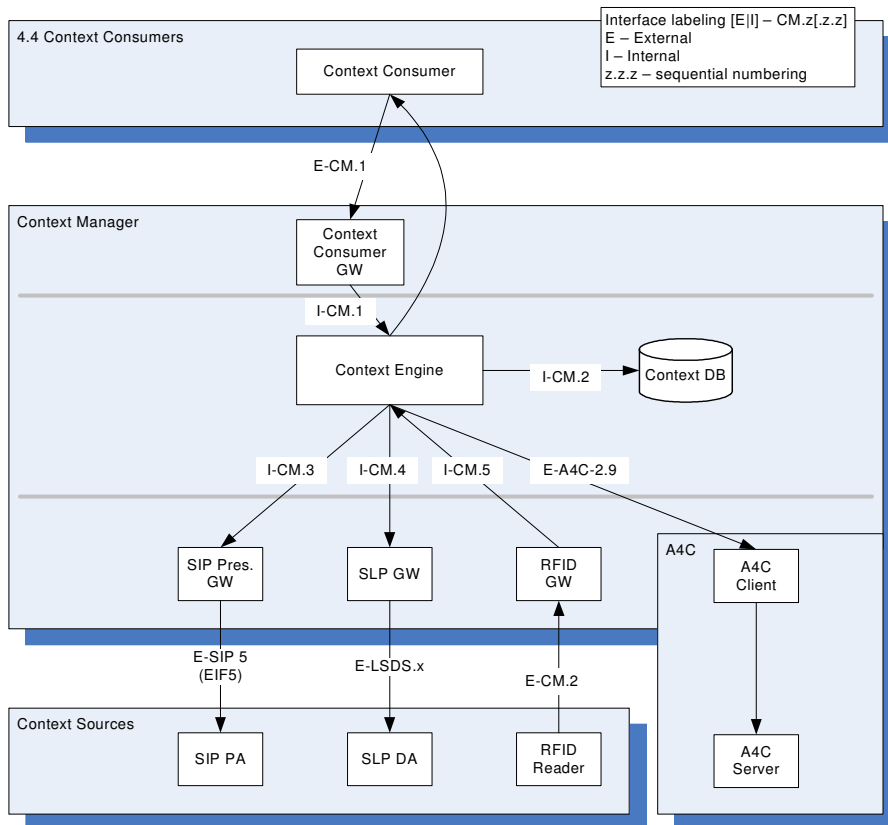 4.4 Context Consumers
Interface labeling [E|I] – CM.z[.z.z]
E – External
I – Internal
z.z.z – sequential numbering
Context Consumer
E-CM.1
Context Manager
Context
Consumer
GW
I-CM.1
Context Engine
I-CM.2
Context DB
I-CM.3
I-CM.4
I-CM.5
E-A4C-2.9
SIP Pres.
GW
SLP GW
RFID
GW
A4C
A4C
Client
E-SIP 5
(EIF5)
E-LSDS.x
E-CM.2
Context Sources
SIP PA
SLP DA
RFID
Reader
A4C
Server